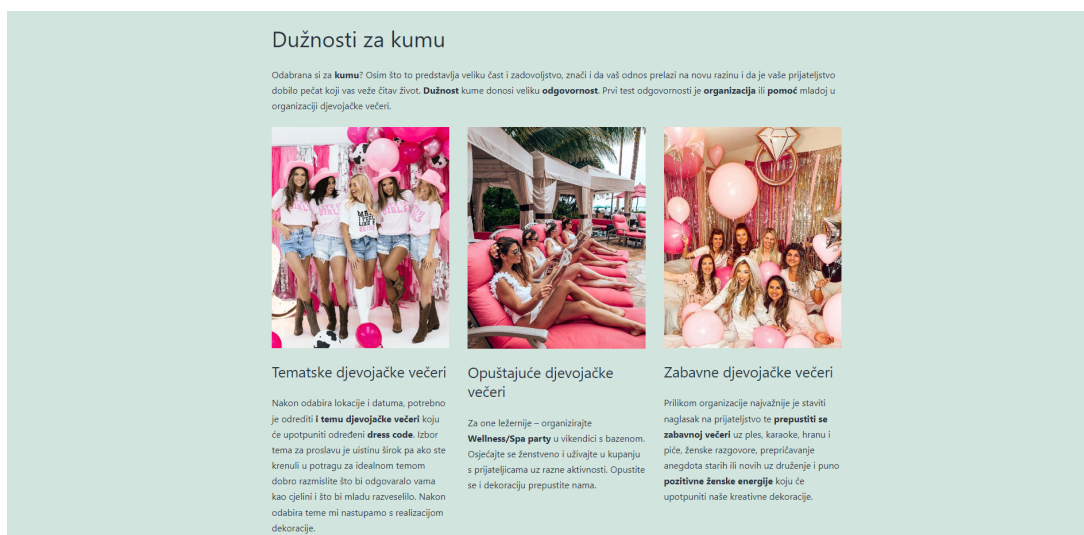 Dužnosti za kumu
Odabrana si za kumu? Osim što to predstavlja veliku čast i zadovoljstvo, znači i da vaš odnos prelazi na novu razinu i da je vaše prijateljstvo
dobilo pečat koji vas veže čitav život. Dužnost kume donosi veliku odgovornost. Prvi test odgovornosti je organizacija ili pomoć mladoj u
organizaciji djevojačke večeri.
Tematske djevojačke večeri
Nakon odabira lokacije i datuma, potrebno
je odrediti i temu djevojačke večeri koju
će upotpuniti određeni dress code. Izbor
tema za proslavu je uistinu širok pa ako ste
krenuli u potragu za idealnom temom
dobro razmislite što bi odgovaralo vama
kao cjelini i što bi mladu razveselilo. Nakon
odabira teme mi nastupamo s realizacijom
dekoracije.
Opuštajuće djevojačke
večeri
Za one ležernije – organizirajte
Wellness/Spa party u vikendici s bazenom.
Osjećajte se ženstveno i uživajte u kupanju
s prijateljicama uz razne aktivnosti. Opustite
se i dekoraciju prepustite nama.
Zabavne djevojačke večeri
Prilikom organizacije najvažnije je staviti
naglasak na prijateljstvo te prepustiti se
zabavnoj večeri uz ples, karaoke, hranu i
piće, ženske razgovore, prepričavanje
anegdota starih ili novih uz druženje i puno
pozitivne ženske energije koju će
upotpuniti naše kreativne dekoracije.